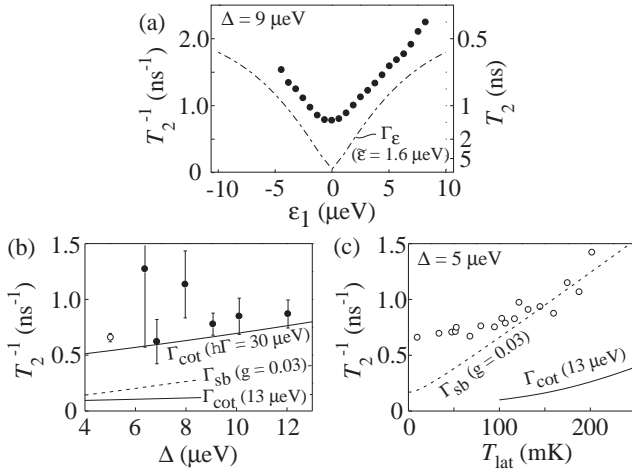 (a)
Δ = 9 μeV
2.0
1.0
0
T₂⁻¹ (ns⁻¹)
0.5
1
2
5
T₂ (ns)
Γε
(ε̃ = 1.6 μeV)
-10 -5 0 5 10
ε₁ (μeV)
(b)
1.5
1.0
0.5
0
T₂⁻¹ (ns⁻¹)
Γcot (ħΓ = 30 μeV)
Γsb (g = 0.03)
Γcot (13 μeV)
4 6 8 10 12
Δ (μeV)
(c)
Δ = 5 μeV
1.5
1.0
0.5
0
T₂⁻¹ (ns⁻¹)
Γsb (g = 0.03)
Γcot (13 μeV)
0 100 200
Tlat (mK)